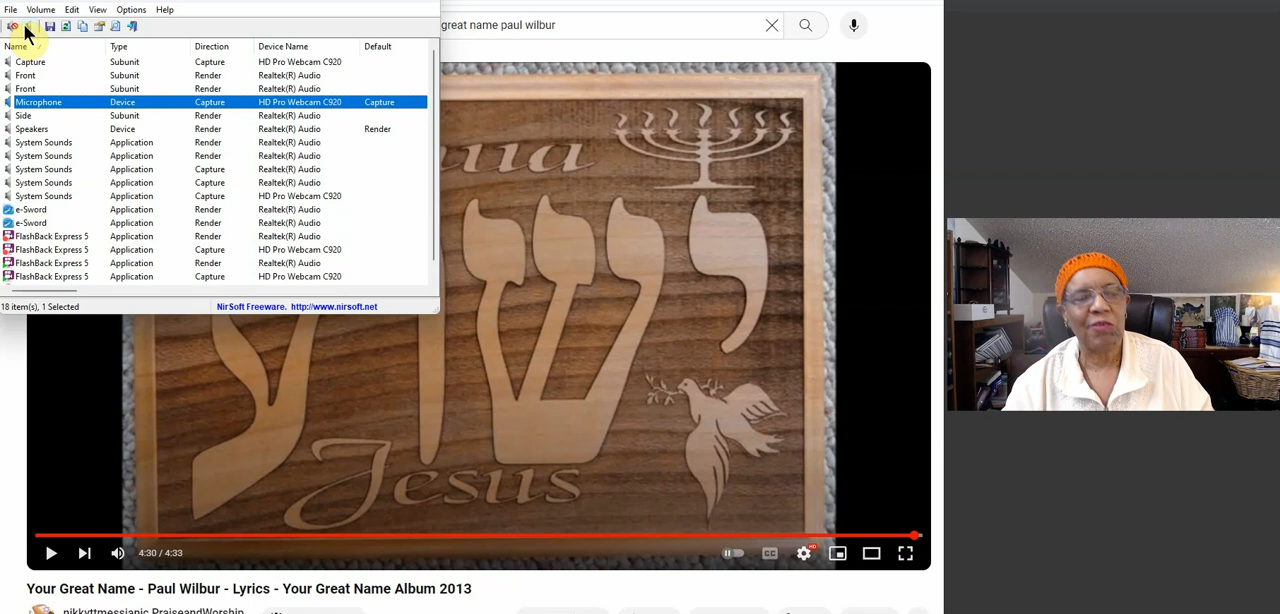 File Volume Edit View Options Help
great name paul wilbur
Name Type Direction Device Name Default
Capture Subunit Capture HD Pro Webcam C920
Front Subunit Render Realtek(R) Audio
Front Subunit Render Realtek(R) Audio
Microphone Device Capture HD Pro Webcam C920 Capture
Side Subunit Render Realtek(R) Audio
Speakers Device Render Realtek(R) Audio Render
System Sounds Application Render Realtek(R) Audio
System Sounds Application Render Realtek(R) Audio
System Sounds Application Capture Realtek(R) Audio
System Sounds Application Render Realtek(R) Audio
System Sounds Application Capture HD Pro Webcam C920
e-Sword Application Render Realtek(R) Audio
e-Sword Application Render Realtek(R) Audio
FlashBack Express 5 Application Render Realtek(R) Audio
FlashBack Express 5 Application Capture HD Pro Webcam C920
FlashBack Express 5 Application Render Realtek(R) Audio
FlashBack Express 5 Application Capture HD Pro Webcam C920
18 item(s), 1 Selected NirSoft Freeware. http://www.nirsoft.net
ישוע
Jesus
4:30 / 4:33
CC
HD
Your Great Name - Paul Wilbur - Lyrics - Your Great Name Album 2013
nikkyttmessianic PraiseandWorship